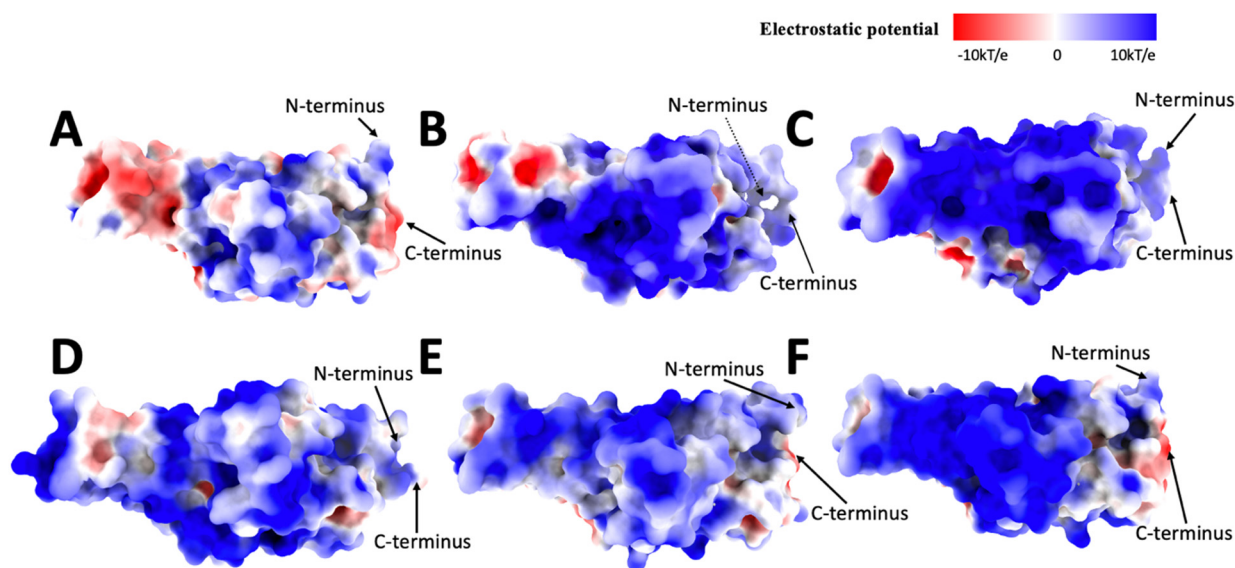 Electrostatic potential
-10kT/e 0 10kT/e
A
N-terminus
C-terminus
B
N-terminus
C-terminus
C
N-terminus
C-terminus
D
N-terminus
C-terminus
E
N-terminus
C-terminus
F
N-terminus
C-terminus